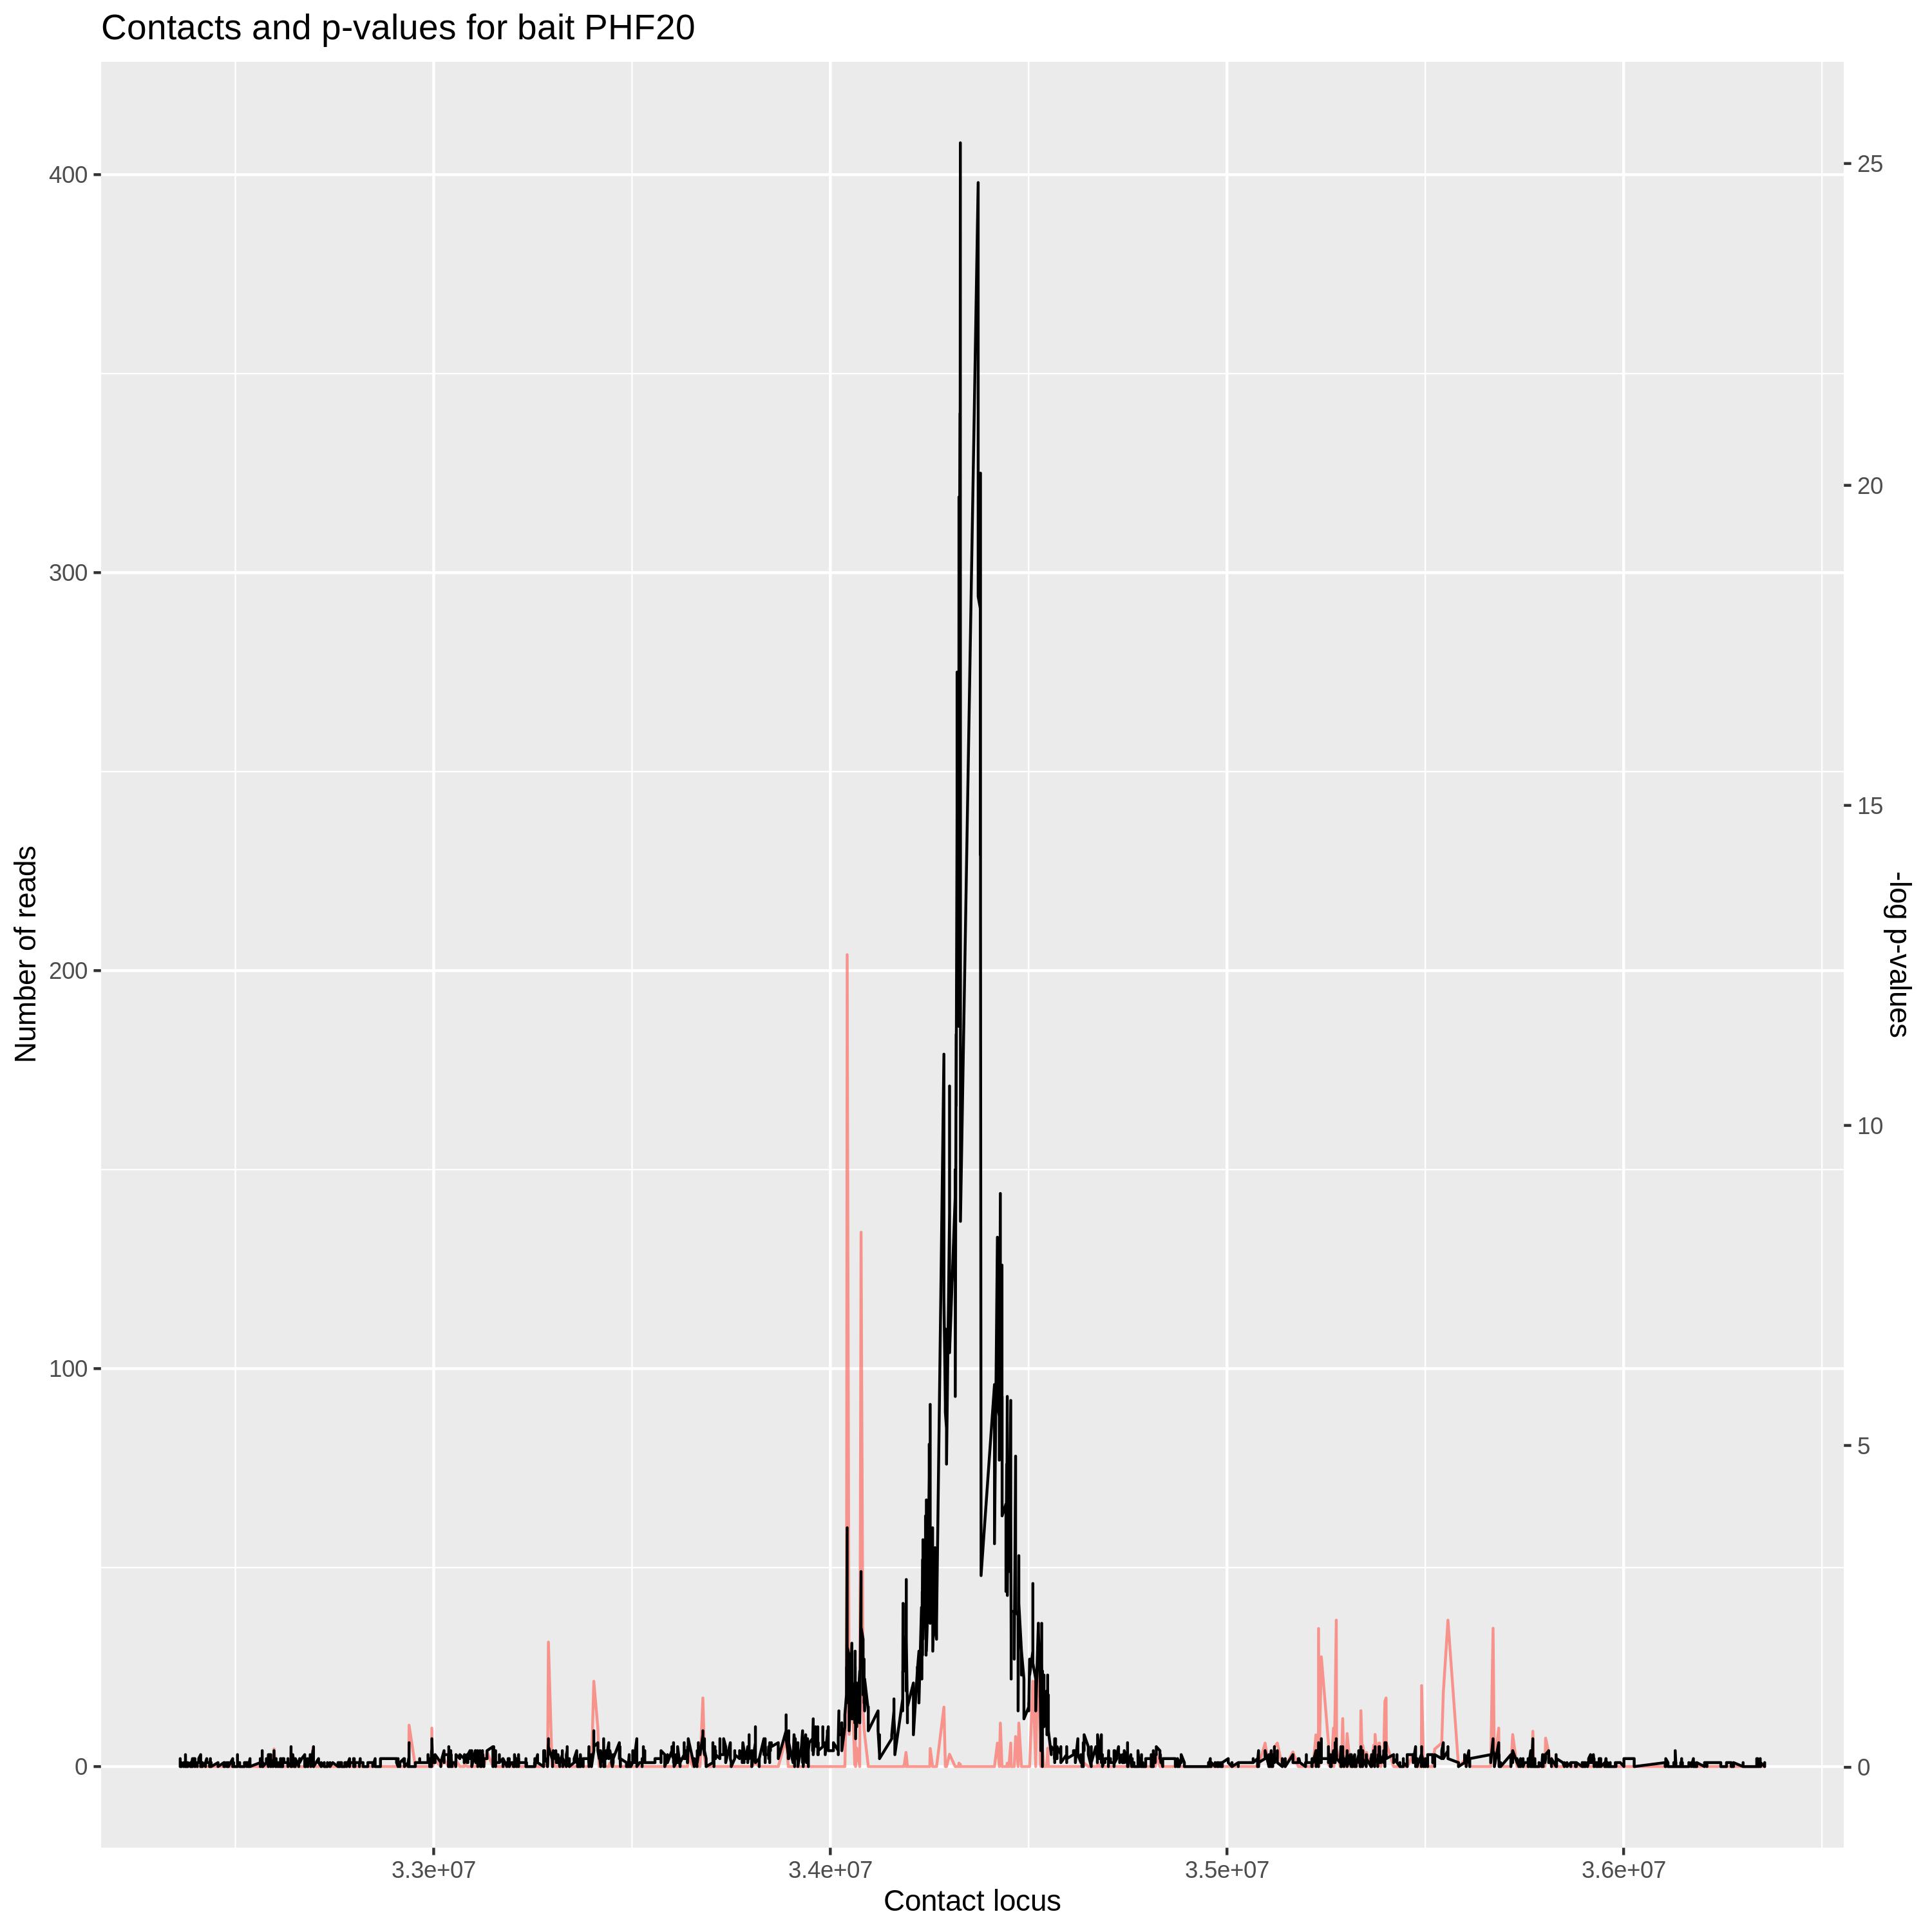 Contacts and p-values for bait PHF20
400
300
200
100
0
Number of reads
25
20
15
10
5
0
-log p-values
3.3e+07
3.4e+07
3.5e+07
3.6e+07
Contact locus